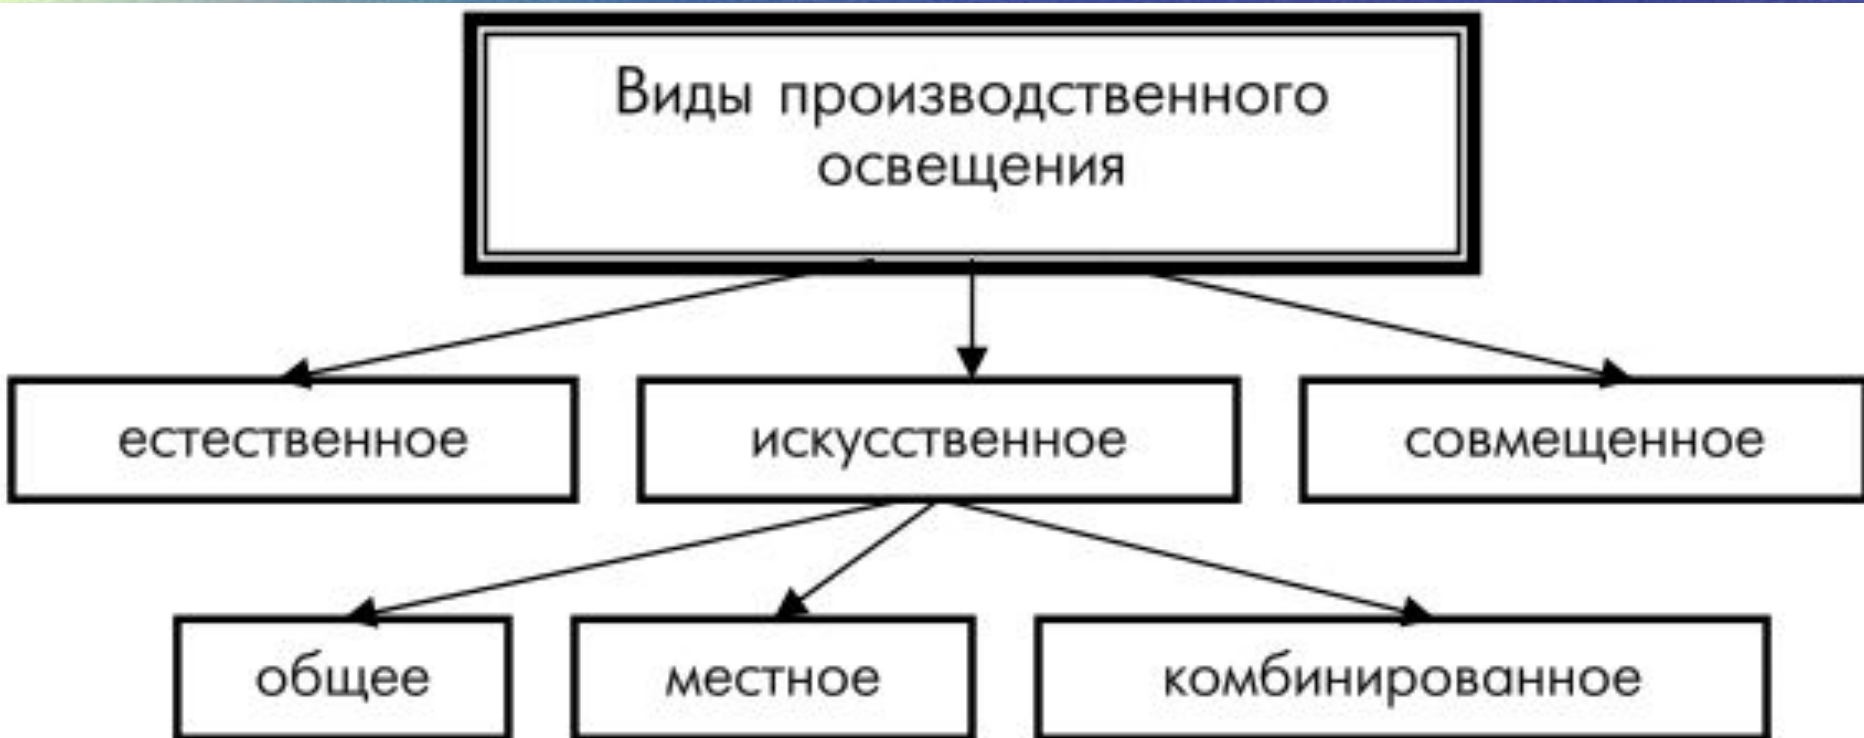 Виды производственного
освещения
естественное
искусственное
совмещенное
общее
местное
комбинированное